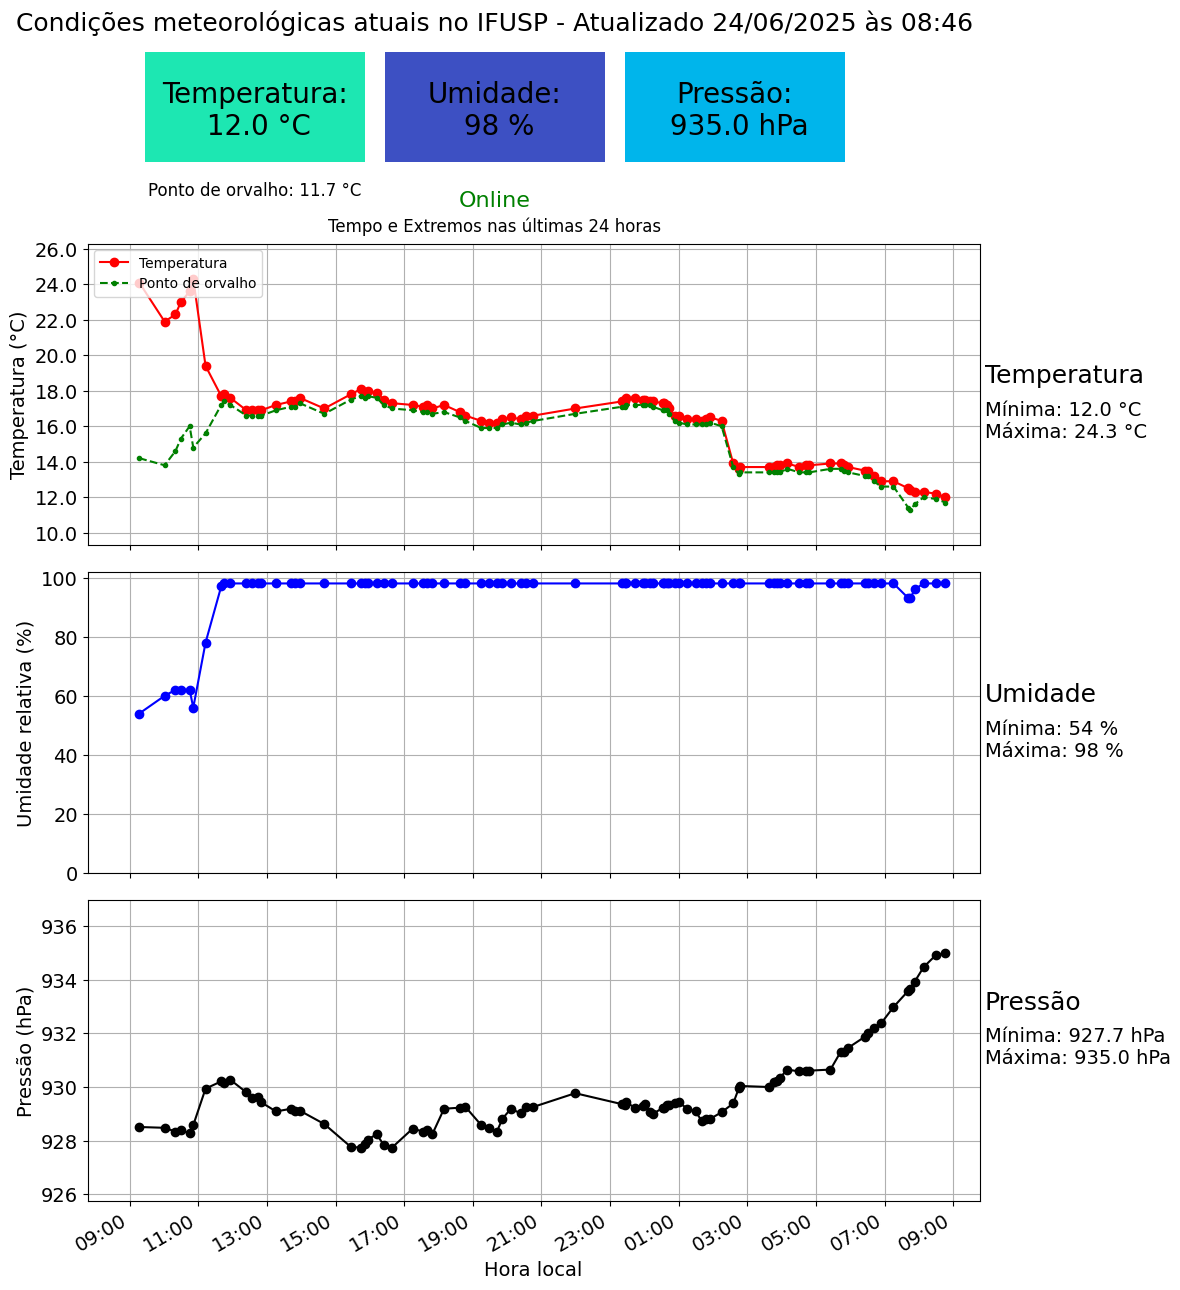 Condições meteorológicas atuais no IFUSP - Atualizado 24/06/2025 às 08:46
Temperatura:
12.0 °C
Umidade:
98 %
Pressão:
935.0 hPa
Ponto de orvalho: 11.7 °C
Online
Tempo e Extremos nas últimas 24 horas
Temperatura (°C)
26.0
24.0
22.0
20.0
18.0
16.0
14.0
12.0
10.0
Temperatura
Ponto de orvalho
Temperatura
Mínima: 12.0 °C
Máxima: 24.3 °C
Umidade relativa (%)
100
80
60
40
20
0
Umidade
Mínima: 54 %
Máxima: 98 %
Pressão (hPa)
936
934
932
930
928
926
Pressão
Mínima: 927.7 hPa
Máxima: 935.0 hPa
09:00
11:00
13:00
15:00
17:00
19:00
21:00
23:00
01:00
03:00
05:00
07:00
09:00
Hora local